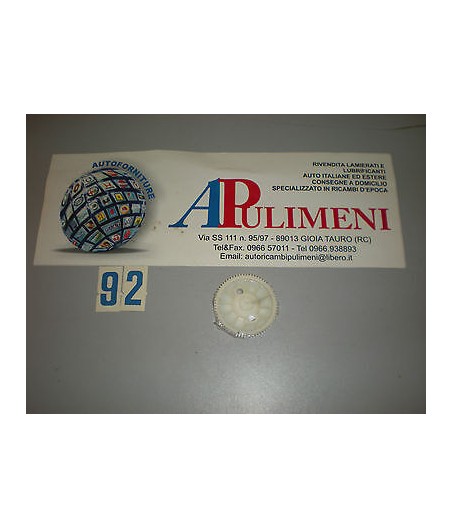 AUTOFORNITURE
RIVENDITA LAMIERATI E
LUBRIFICANTI
AUTO ITALIANE ED ESTERE
CONSEGNE A DOMICILIO
SPECIALIZZATO IN RICAMBI D'EPOCA
APULIMENI
Via SS 111 n. 95/97 - 89013 GIOIA TAURO (RC)
Tel&Fax. 0966 57011 - Tel 0966.938893
Email: autoricambipulimeni@libero.it
92